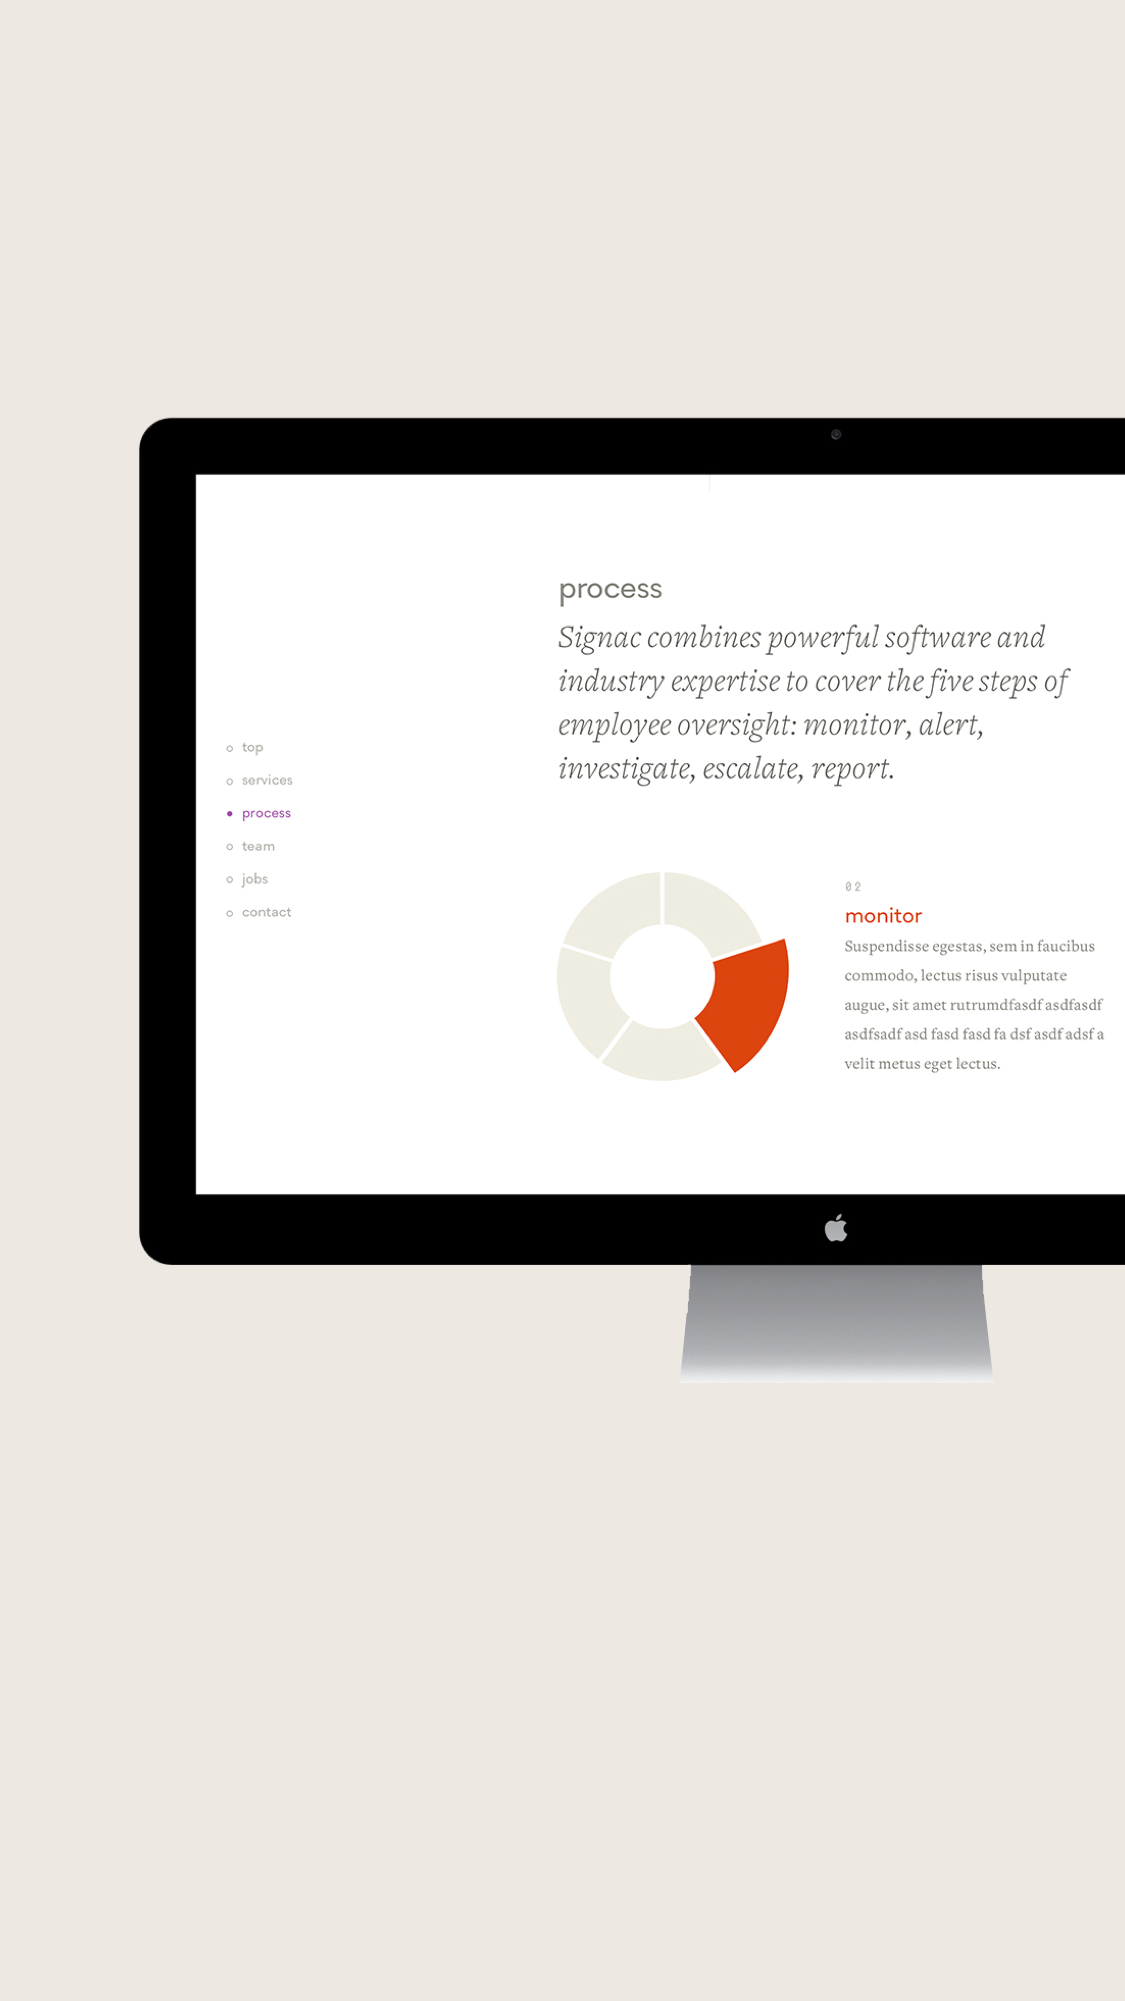 process
Signac combines powerful software and
industry expertise to cover the five steps of
employee oversight: monitor, alert,
investigate, escalate, report.
top
services
process
team
jobs
contact
02
monitor
Suspendisse egestas, sem in faucibus
commodo, lectus risus vulputate
augue, sit amet rutrumdfasdf asdfasdf
asdfsadf asd fasd fasd fa dsf asdf adsf a
velit metus eget lectus.